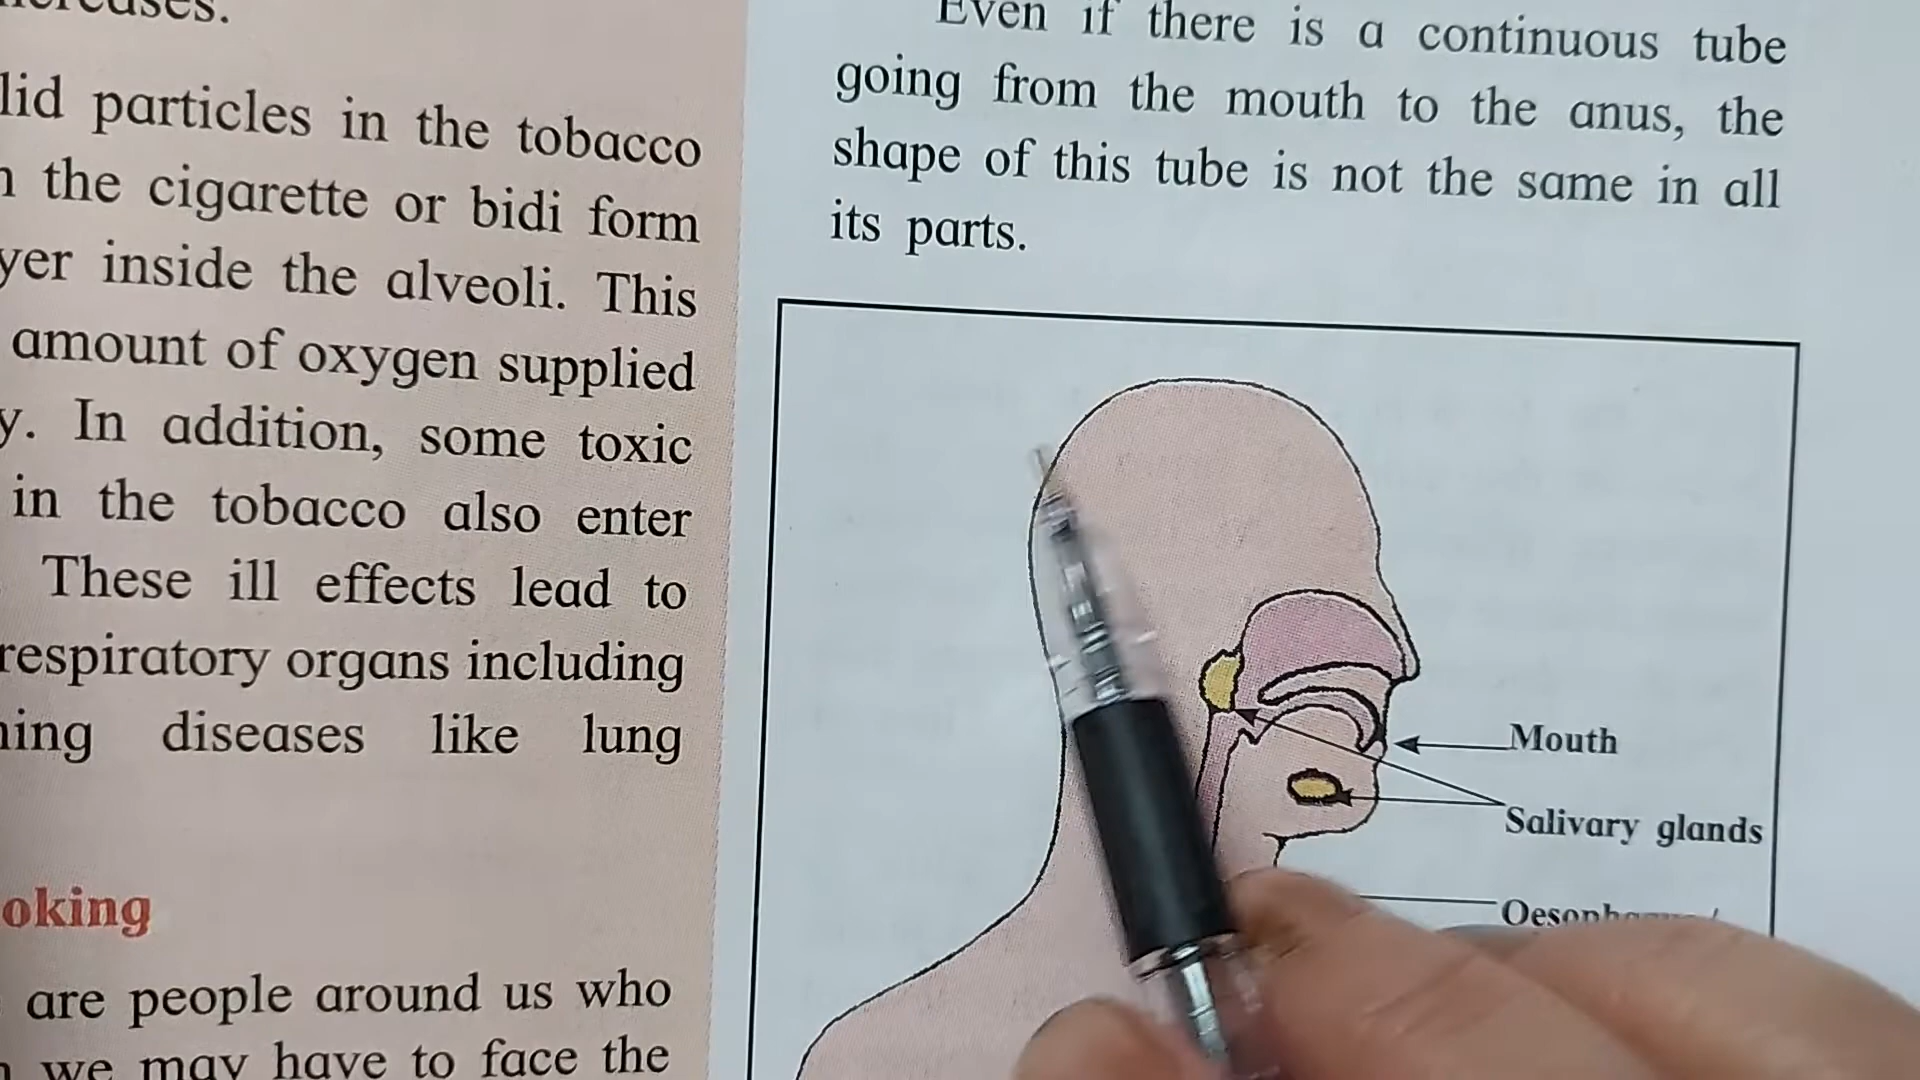 lid particles in the tobacco
the cigarette or bidi form
inside the alveoli. This
amount of oxygen supplied
In addition, some toxic
in the tobacco also enter
These ill effects lead to
respiratory organs including
diseases like lung
are people around us who
we may have to face the
Even if there is a continuous tube
going from the mouth to the anus, the
shape of this tube is not the same in all
its parts.
Mouth
Salivary glands